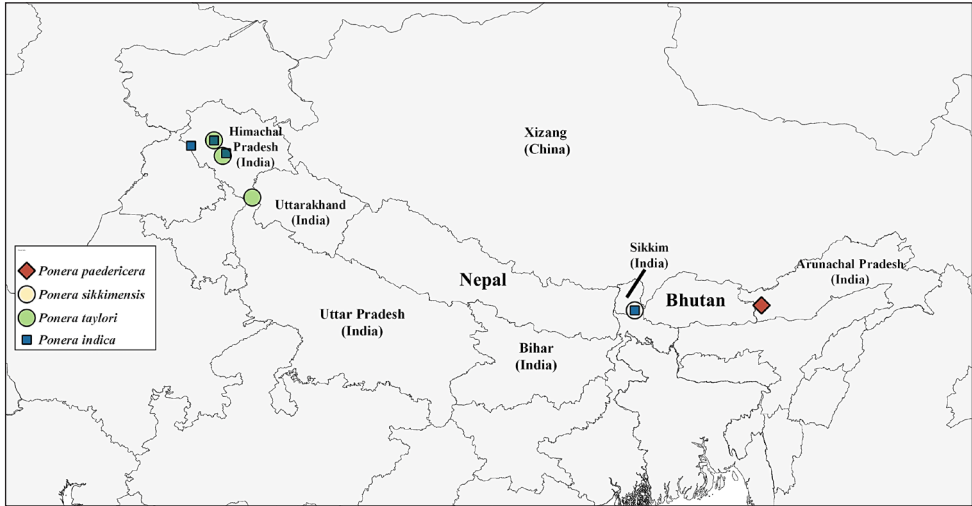 Himachal
Pradesh
(India)
Xizang
(China)
Uttarakhand
(India)
Sikkim
(India)
Arunachal Pradesh
(India)
Nepal
Bhutan
Uttar Pradesh
(India)
Bihar
(India)
Ponera paedericera
Ponera sikkimensis
Ponera taylori
Ponera indica